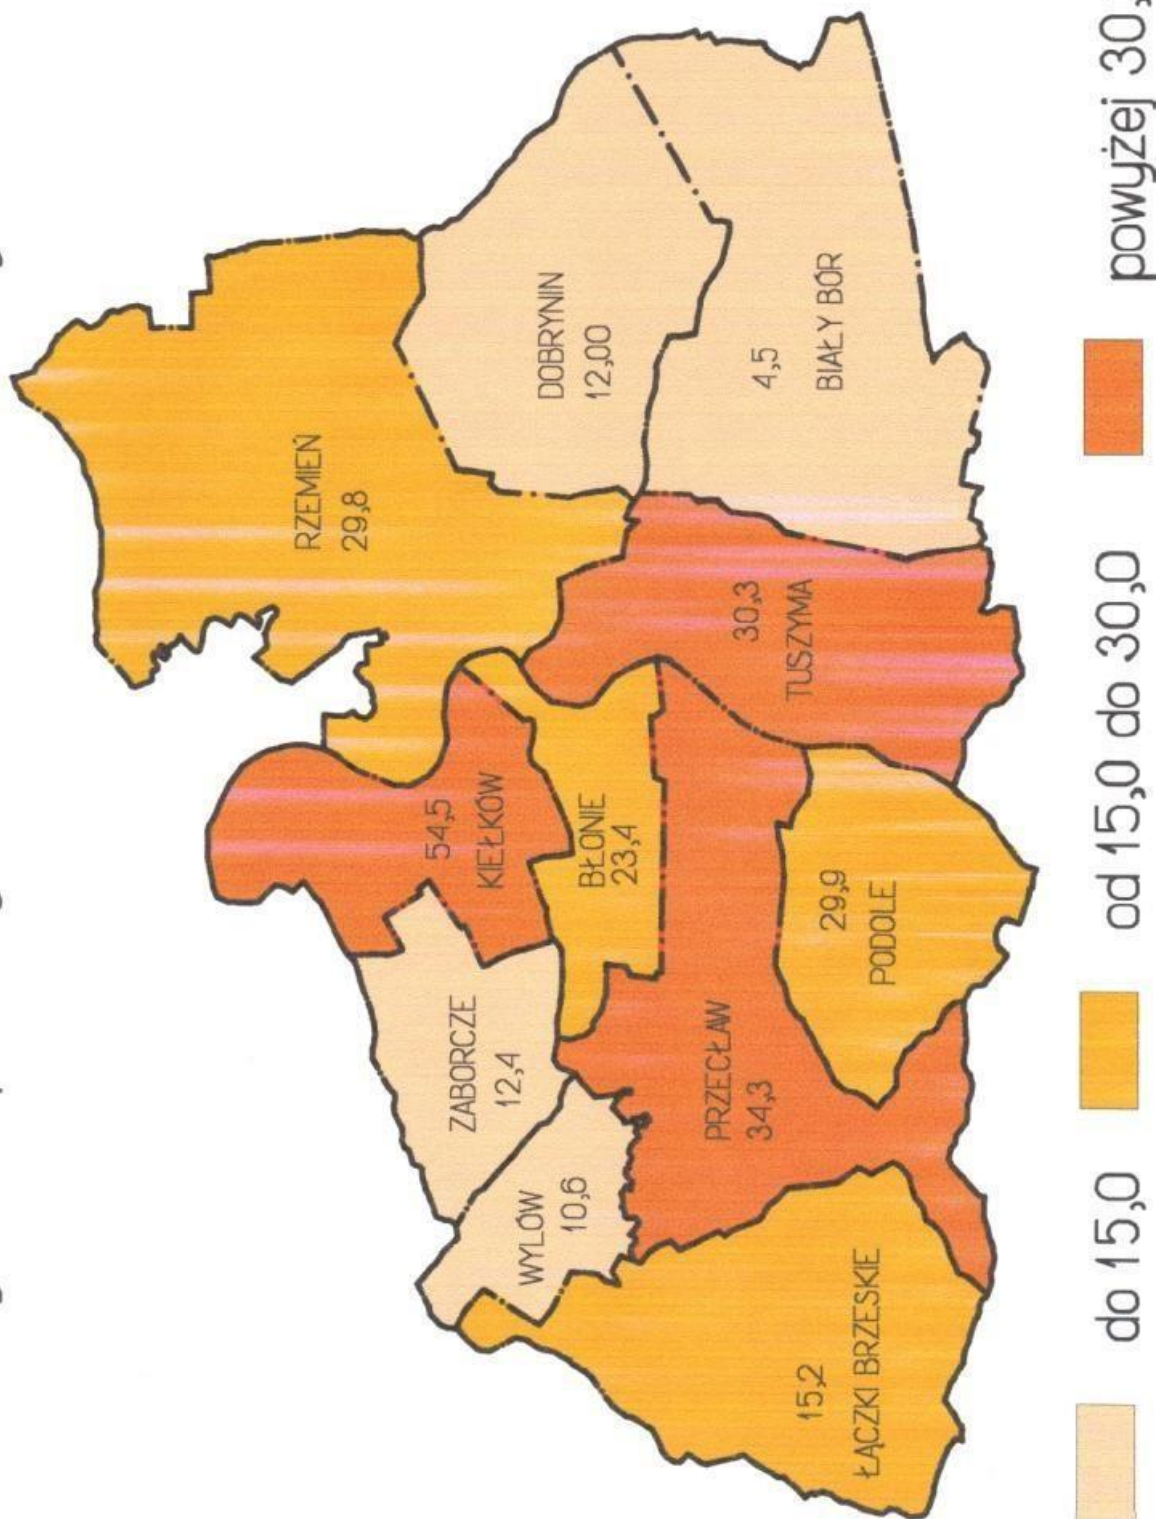 RZEMIEŃ
29,8
54,5
KIEŁKÓW
ZABORCZE
12,4
WYLÓW
10,6
DOBRYNIN
12,00
BŁONIE
23,4
PRZECŁAW
34,3
30,3
TUSZYMA
4,5
BIAŁY BÓR
15,2
ŁĄCZKI BRZESKIE
29,9
PODOLE
do 15,0
od 15,0 do 30,0
powyżej 30,